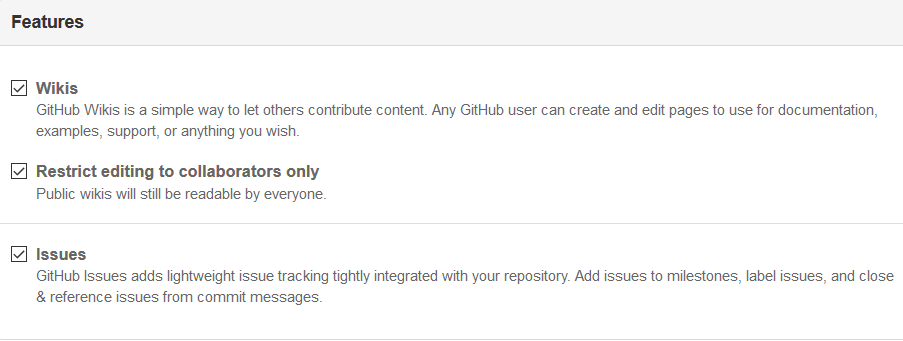 Features
Wikis
GitHub Wikis is a simple way to let others contribute content. Any GitHub user can create and edit pages to use for documentation,
examples, support, or anything you wish.
Restrict editing to collaborators only
Public wikis will still be readable by everyone.
Issues
GitHub Issues adds lightweight issue tracking tightly integrated with your repository. Add issues to milestones, label issues, and close
& reference issues from commit messages.